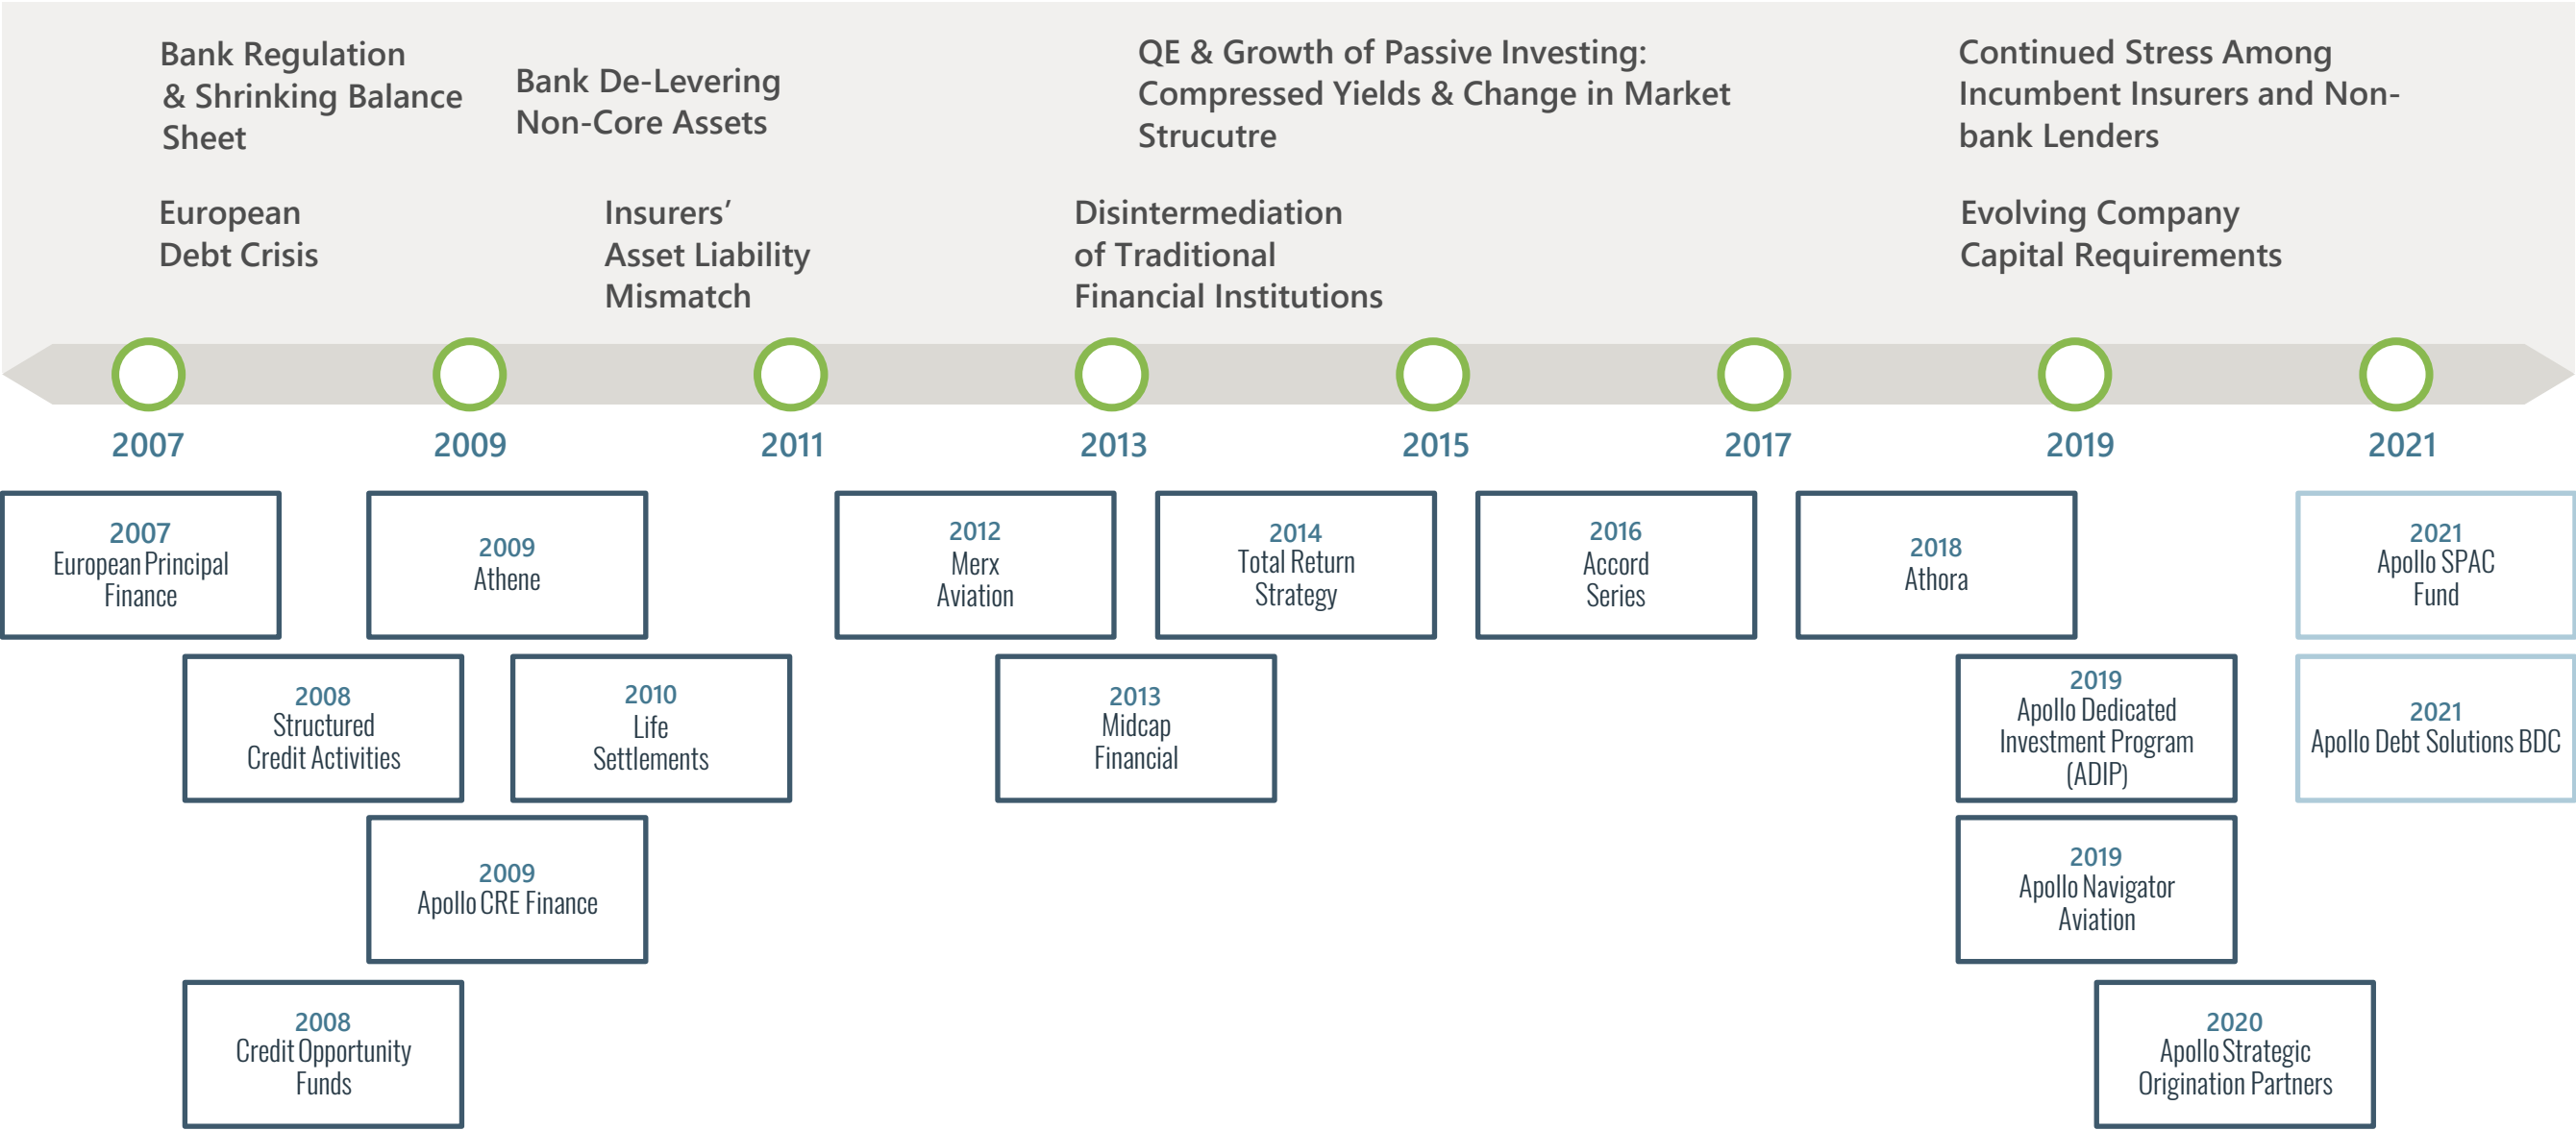 Bank Regulation
& Shrinking Balance
Sheet
Bank De-Levering
Non-Core Assets
QE & Growth of Passive Investing:
Compressed Yields & Change in Market
Strucutre
Continued Stress Among
Incumbent Insurers and Non-
bank Lenders
European
Debt Crisis
Insurers’
Asset Liability
Mismatch
Disintermediation
of Traditional
Financial Institutions
Evolving Company
Capital Requirements
2007
2009
2011
2013
2015
2017
2019
2021
2007
European Principal
Finance
2009
Athene
2012
Merx
Aviation
2014
Total Return
Strategy
2016
Accord
Series
2018
Athora
2021
Apollo SPAC
Fund
2008
Structured
Credit Activities
2010
Life
Settlements
2013
Midcap
Financial
2019
Apollo Dedicated
Investment Program
(ADIP)
2021
Apollo Debt Solutions BDC
2009
Apollo CRE Finance
2019
Apollo Navigator
Aviation
2008
Credit Opportunity
Funds
2020
Apollo Strategic
Origination Partners